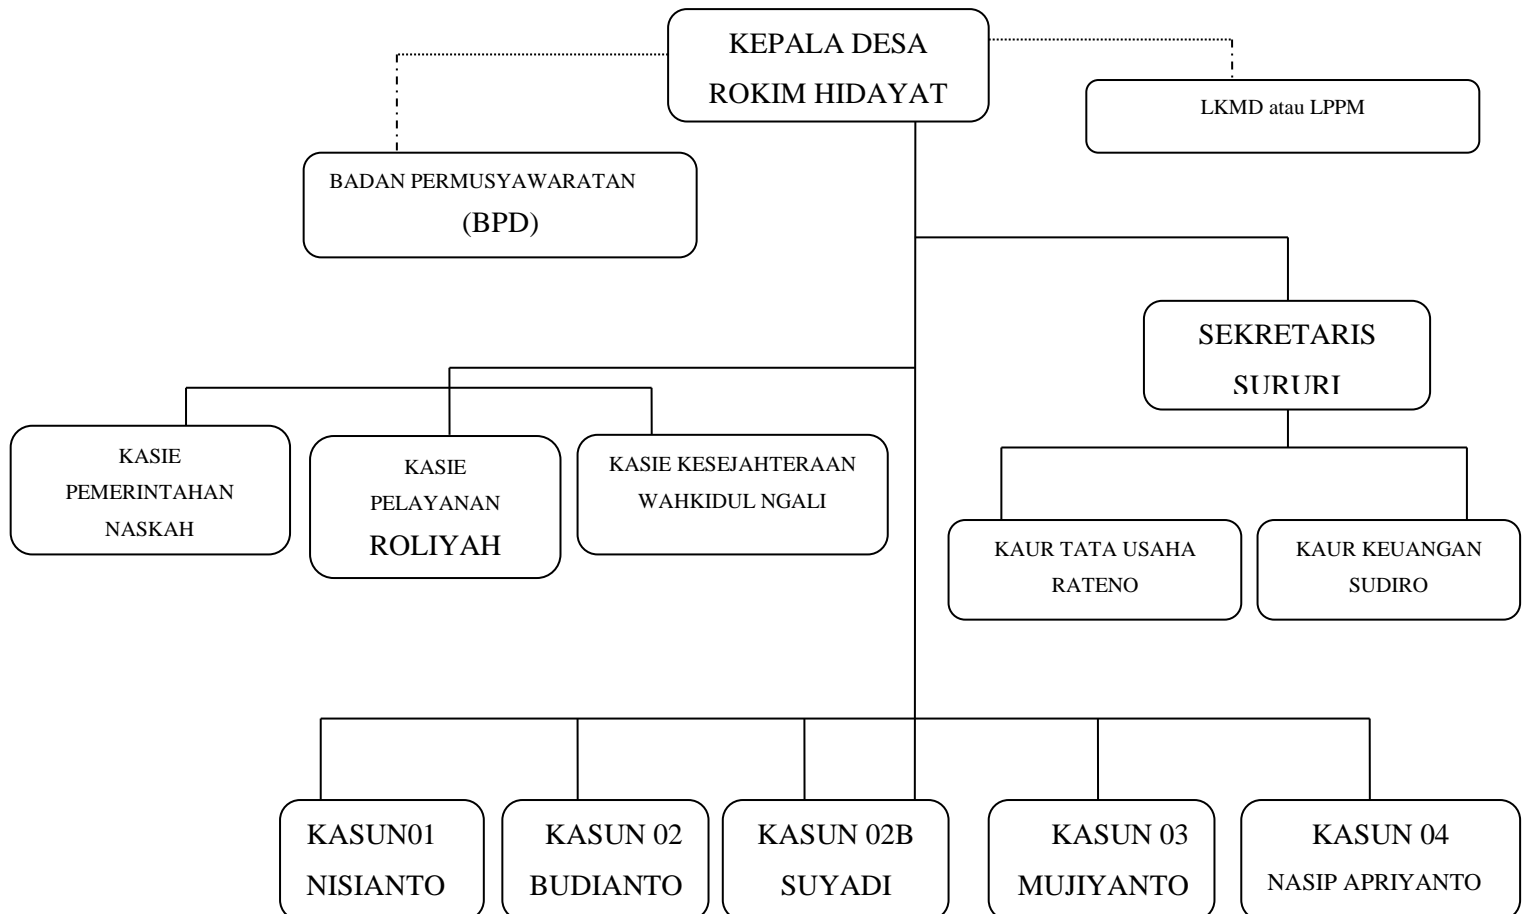 KEPALA DESA
ROKIM HIDAYAT
LKMD atau LPPM
BADAN PERMUSYAWARATAN
(BPD)
SEKRETARIS
SURURI
KASIE
PEMERINTAHAN
NASKAH
KASIE
PELAYANAN
ROLIYAH
KASIE KESEJAHTERAAN
WAHKIDUL NGALI
KAUR TATA USAHA
RATENO
KAUR KEUANGAN
SUDIRO
KASUN01
NISIANTO
KASUN 02
BUDIANTO
KASUN 02B
SUYADI
KASUN 03
MUJIYANTO
KASUN 04
NASIP APRIYANTO